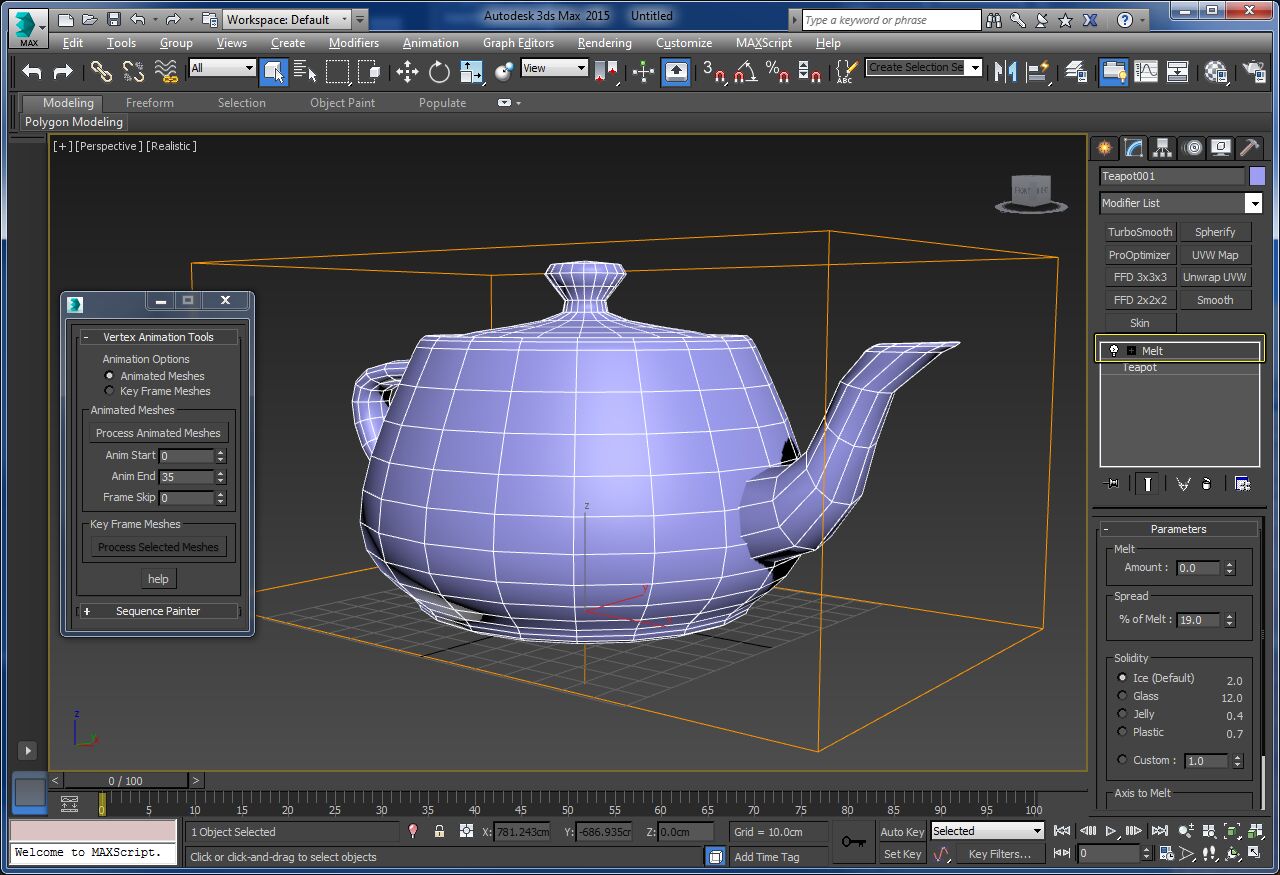 Workspace: Default
Autodesk 3ds Max 2015 Untitled
Type a keyword or phrase
MAX
Edit Tools Group Views Create Modifiers Animation Graph Editors Rendering Customize MAXScript Help
All
View
3
%
ABC
Create Selection Se
Modeling Freeform Selection Object Paint Populate
Polygon Modeling
[+] [Perspective ] [Realistic ]
Teapot001
Modifier List
TurboSmooth Spherify
ProOptimizer UVW Map
FFD 3x3x3 Unwrap UVW
FFD 2x2x2 Smooth
Skin
Melt
Teapot
- Vertex Animation Tools
Animation Options
Animated Meshes
Key Frame Meshes
Animated Meshes
Process Animated Meshes
Anim Start 0
Anim End 35
Frame Skip 0
Key Frame Meshes
Process Selected Meshes
help
+ Sequence Painter
z
z
- Parameters
Melt
Amount : 0.0
Spread
% of Melt : 19.0
Solidity
Ice (Default) 2.0
Glass 12.0
Jelly 0.4
Plastic 0.7
Custom : 1.0
Axis to Melt
< 0 / 100 >
0 5 10 15 20 25 30 35 40 45 50 55 60 65 70 75 80 85 90 95 100
Welcome to MAXScript.
1 Object Selected
X: 781.243cm Y: -686.935cr Z: 0.0cm
Grid = 10.0cm
Auto Key Selected
Click or click-and-drag to select objects
Add Time Tag
Set Key Key Filters...
0